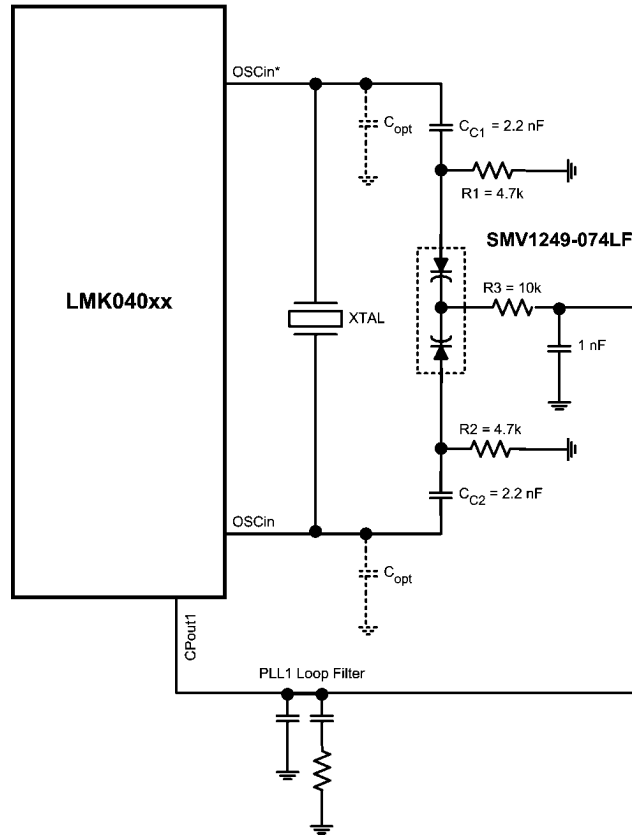 OSCin*
C_opt
C_C1 = 2.2 nF
R1 = 4.7k
SMV1249-074LF
LMK040xx
R3 = 10k
XTAL
1 nF
R2 = 4.7k
C_C2 = 2.2 nF
OSCin
C_opt
CPout1
PLL1 Loop Filter